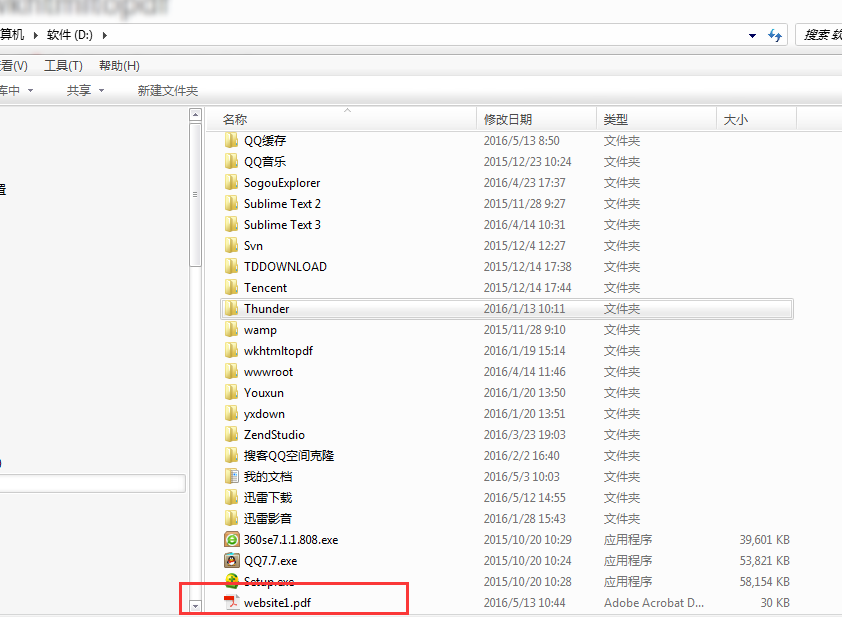 算机 ▸ 软件 (D:) ▸ 搜索 软
看(V) 工具(T) 帮助(H)
库中 共享 新建文件夹
名称 修改日期 类型 大小
QQ缓存 2016/5/13 8:50 文件夹
QQ音乐 2015/12/23 10:24 文件夹
SogouExplorer 2016/4/23 17:37 文件夹
Sublime Text 2 2015/11/28 9:27 文件夹
Sublime Text 3 2016/4/14 10:31 文件夹
Svn 2015/12/4 12:27 文件夹
TDDOWNLOAD 2015/12/14 17:38 文件夹
Tencent 2015/12/14 17:44 文件夹
Thunder 2016/1/13 10:11 文件夹
wamp 2015/11/28 9:10 文件夹
wkhtmltopdf 2016/1/19 15:14 文件夹
wwwroot 2016/4/14 11:46 文件夹
Youxun 2016/1/20 13:50 文件夹
yxdown 2016/1/20 13:51 文件夹
ZendStudio 2016/3/23 19:03 文件夹
搜客QQ空间克隆 2016/2/2 16:40 文件夹
我的文档 2016/5/3 10:03 文件夹
迅雷下载 2016/5/12 14:55 文件夹
迅雷影音 2016/1/28 15:43 文件夹
360se7.1.1.808.exe 2015/10/20 10:29 应用程序 39,601 KB
QQ7.7.exe 2015/10/20 10:24 应用程序 53,821 KB
Setup.exe 2015/10/20 10:28 应用程序 58,154 KB
website1.pdf 2016/5/13 10:44 Adobe Acrobat D... 30 KB